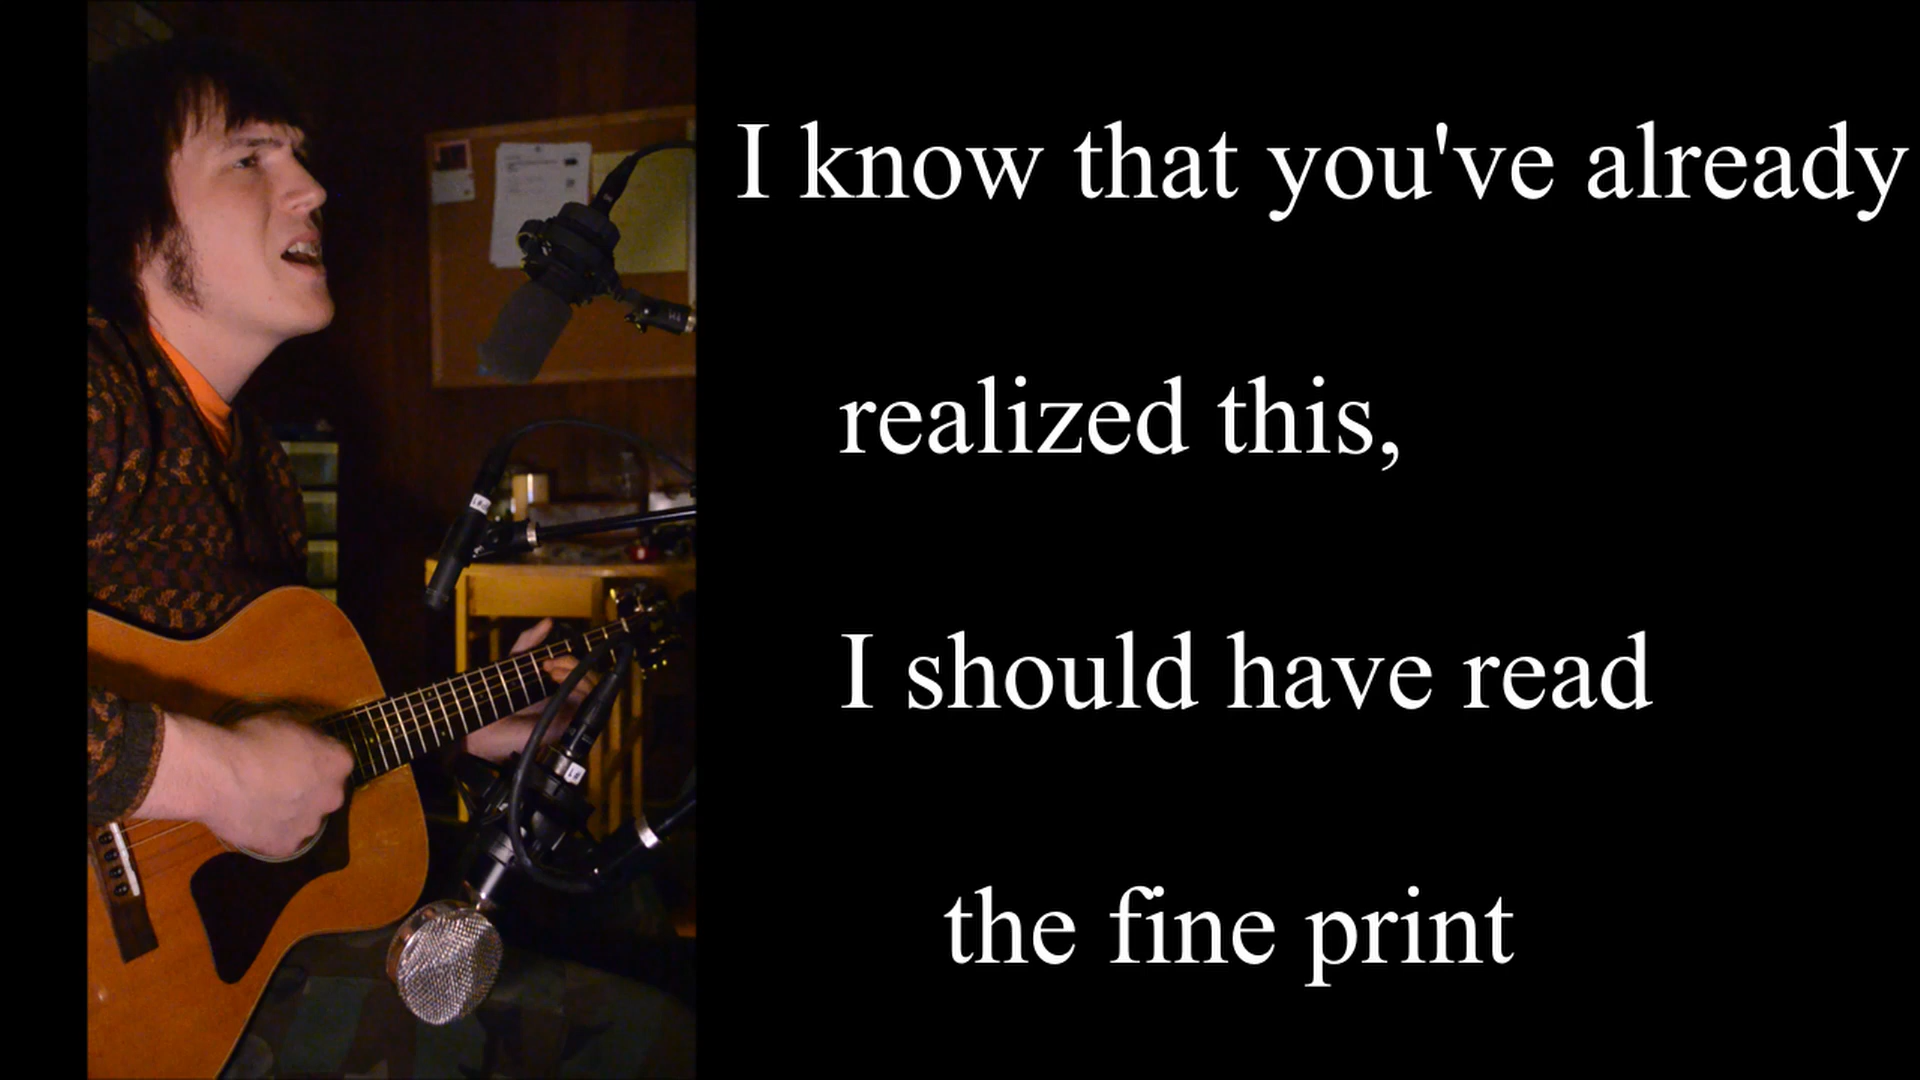 I know that you've already
realized this,
I should have read
the fine print